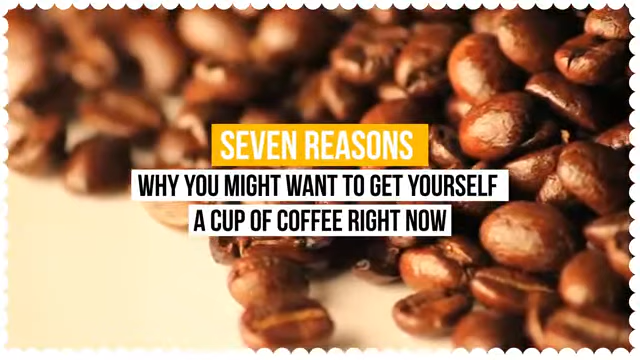 SEVEN REASONS
WHY YOU MIGHT WANT TO GET YOURSELF
A CUP OF COFFEE RIGHT NOW